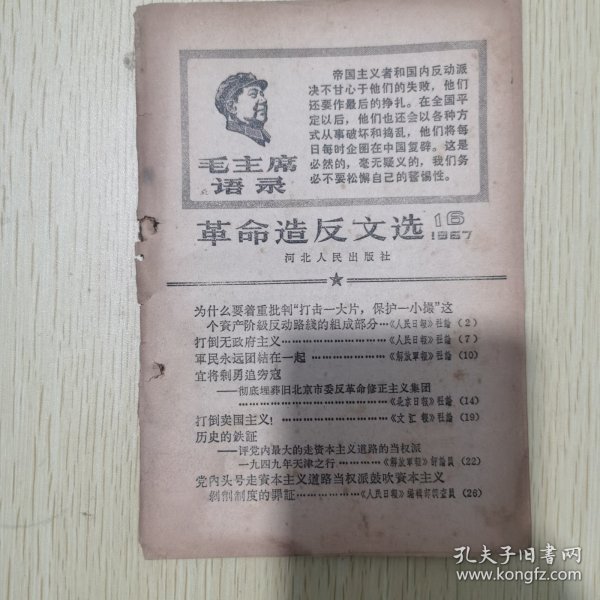 帝国主义者和国内反动派
决不甘心于他们的失败，他们
还要作最后的挣扎。在全国平
定以后，他们也还会以各种方
式从事破坏和捣乱，他们将每
日每时企图在中国复辟。这是
必然的，毫无疑义的，我们务
必不要松懈自己的警惕性。
毛主席
语录
革命造反文选 16
1967
河北人民出版社
为什么要着重批判“打击一大片，保护一小撮”这
个资产阶级反动路线的组成部分…《人民日报》社论（2）
打倒无政府主义……………………《人民日报》社论（7）
军民永远团结在一起………………《解放军报》社论（10）
宜将剩勇追穷寇
——彻底埋葬旧北京市委反革命修正主义集团
……………………《北京日报》社论（14）
打倒卖国主义！……………………《文汇报》社论（19）
历史的铁証
——评党内最大的走资本主义道路的当权派
一九四九年天津之行…………《解放軍报》評論員（22）
党内头号走資本主义道路当权派鼓吹資本主义
剥削制度的罪証…………《人民日报》編輯部調查員（26）
孔夫子旧书网
www.kongfz.com